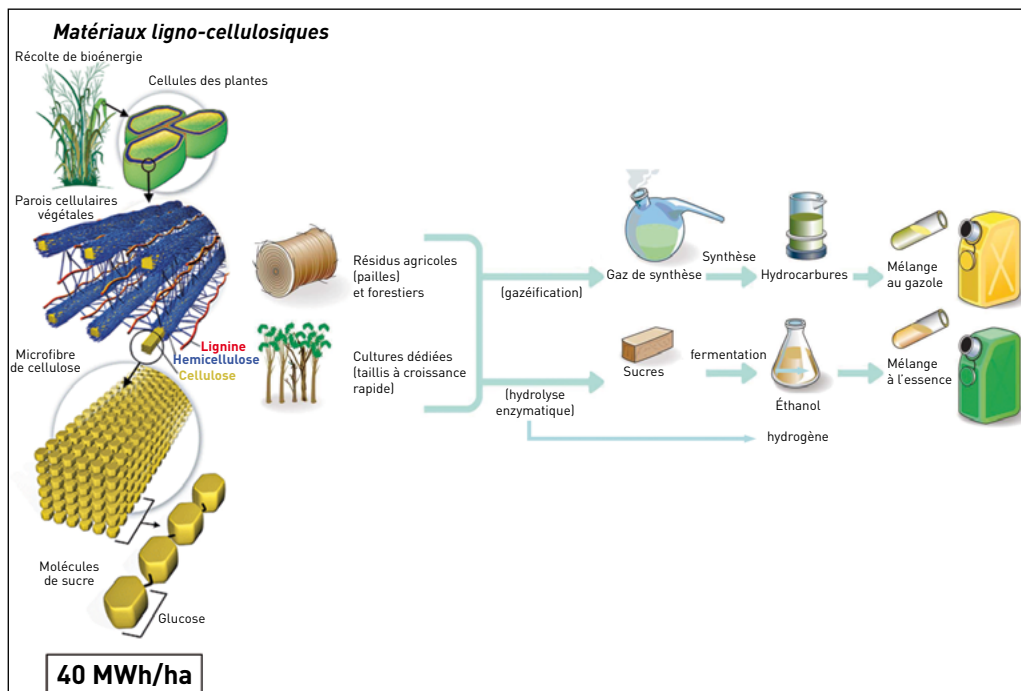 Matériaux ligno-cellulosiques
Récolte de bioénergie
Cellules des plantes
Parois cellulaires
végétales
Lignine
Hemicellulose
Cellulose
Microfibre
de cellulose
Molécules
de sucre
Glucose
40 MWh/ha
Résidus agricoles
(pailles)
et forestiers
Cultures dédiées
(taillis à croissance
rapide)
(gazéification)
Gaz de synthèse
Synthèse
Hydrocarbures
Mélange
au gazole
(hydrolyse
enzymatique)
Sucres
fermentation
Éthanol
Mélange
à l'essence
hydrogène